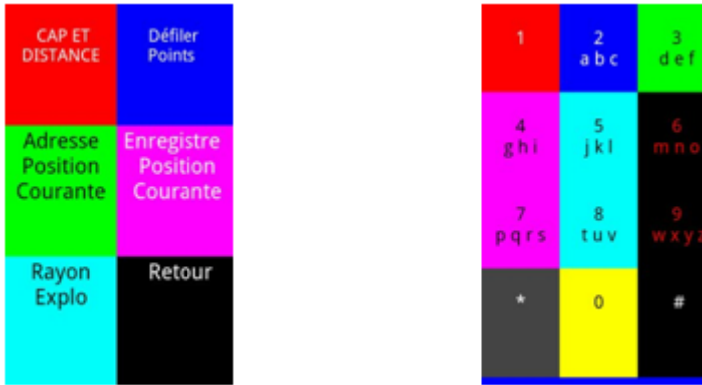 CAP ET
DISTANCE
Défiler
Points
Adresse
Position
Courante
Enregistre
Position
Courante
Rayon
Explo
Retour
1
2
a b c
3
d e f
4
g h i
5
j k l
6
m n o
7
p q r s
8
t u v
9
w x y z
*
0
#